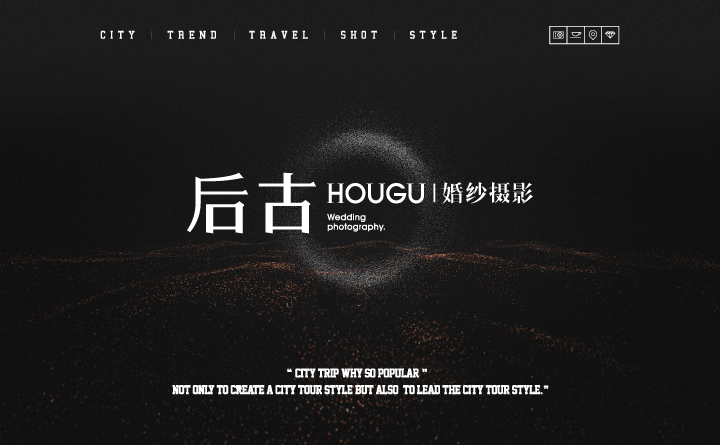 CITY | TREND | TRAVEL | SHOT | STYLE
后古 HOUGU | 婚纱摄影
Wedding
photography.
“ CITY TRIP WHY SO POPULAR ”
NOT ONLY TO CREATE A CITY TOUR STYLE BUT ALSO TO LEAD THE CITY TOUR STYLE.”